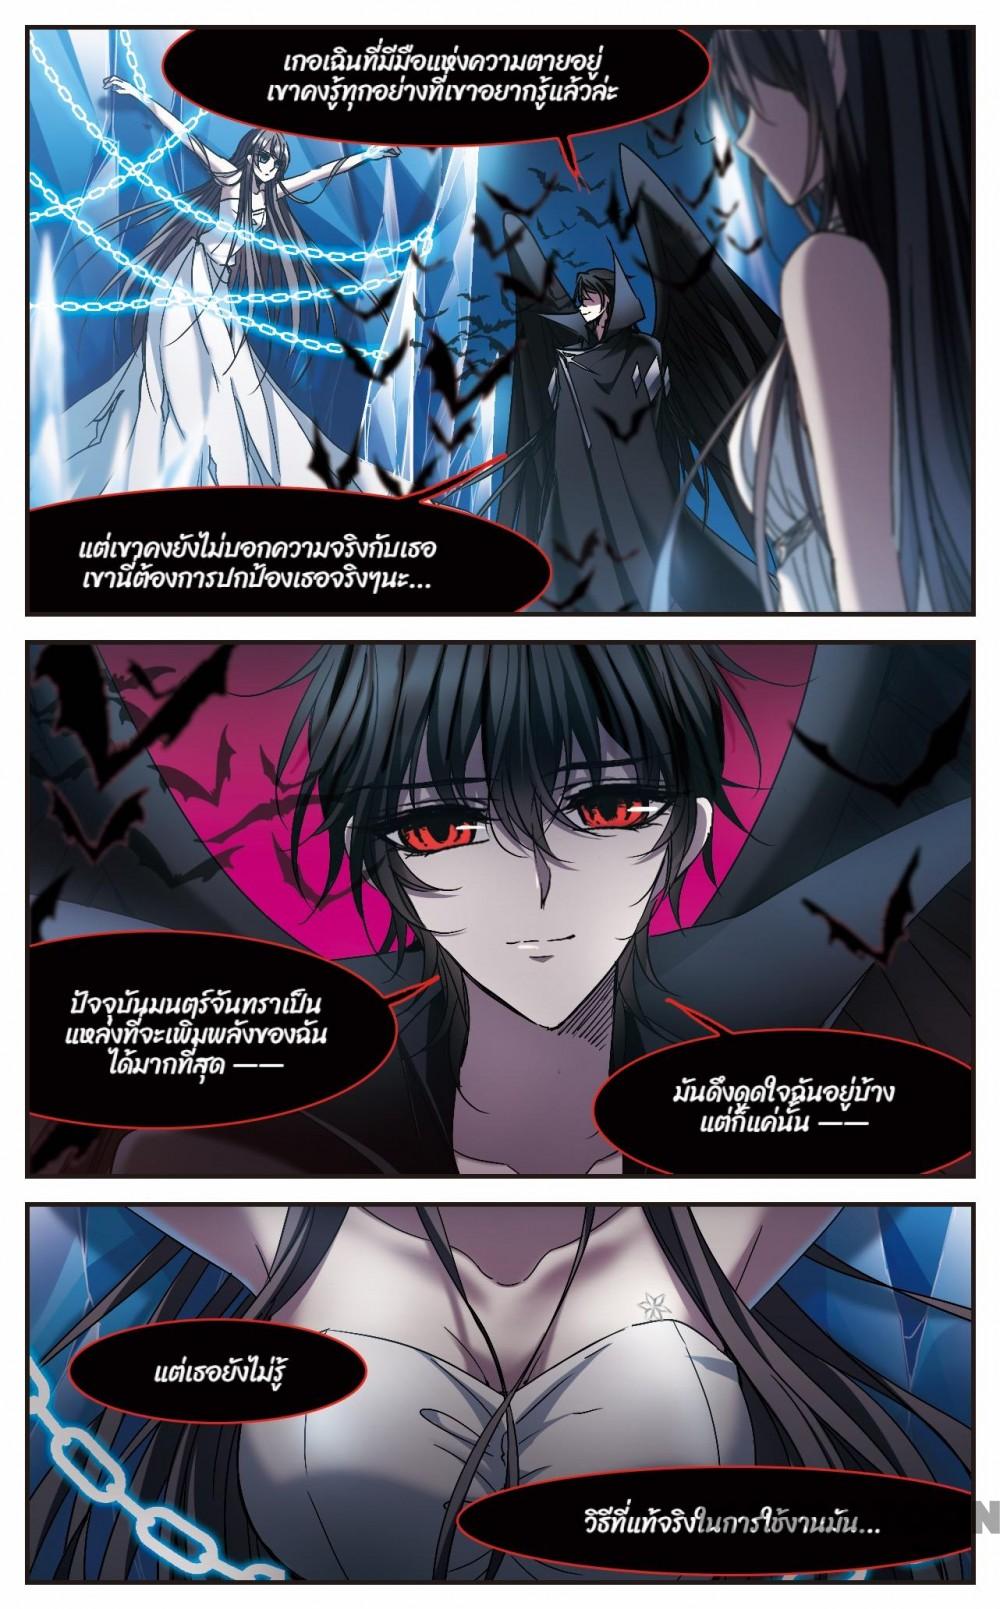 เกอเฉินที่มีมือแห่งความตายอยู่
เขาคงรู้ทุกอย่างที่เขาอยากรู้แล้วล่ะ
แต่เขาคงยังไม่บอกความจริงกับเธอ
เขานี่ต้องการปกป้องเธอจริงๆนะ...
ปัจจุบันมนตร์จันทราเป็น
แหล่งที่จะเพิ่มพลังของฉัน
ได้มากที่สุด ——
มันดึงดูดใจฉันอยู่บ้าง
แต่ก็แค่นั้น ——
แต่เธอยังไม่รู้
วิธีที่แท้จริงในการใช้งานมัน...